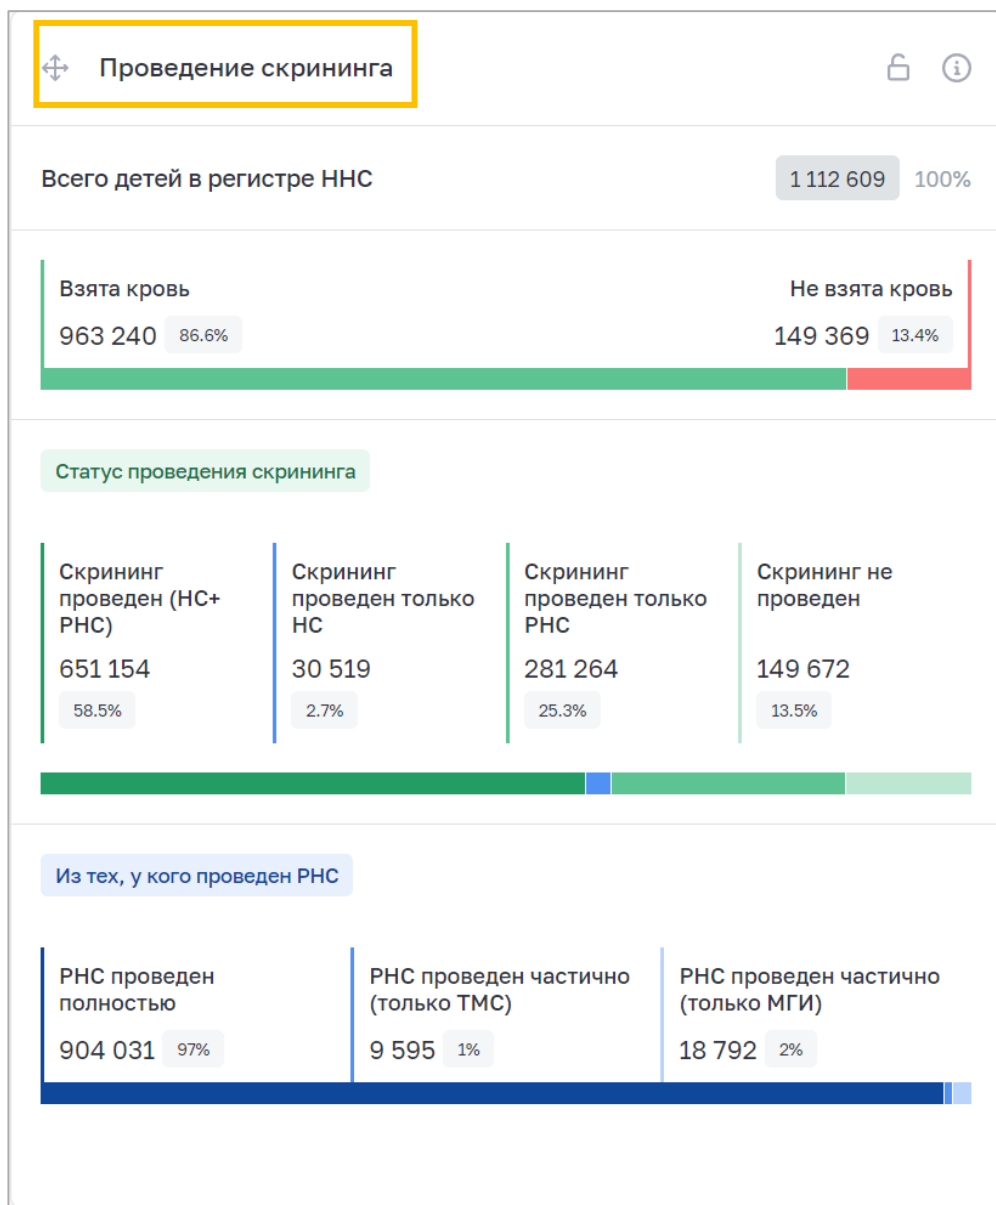 Проведение скрининга
Всего детей в регистре ННС
1 112 609 100%
Взята кровь
963 240 86.6%
Не взята кровь
149 369 13.4%
Статус проведения скрининга
Скрининг
проведен (НС+
РНС)
651 154
58.5%
Скрининг
проведен только
НС
30 519
2.7%
Скрининг
проведен только
РНС
281 264
25.3%
Скрининг не
проведен
149 672
13.5%
Из тех, у кого проведен РНС
РНС проведен
полностью
904 031 97%
РНС проведен частично
(только ТМС)
9 595 1%
РНС проведен частично
(только МГИ)
18 792 2%